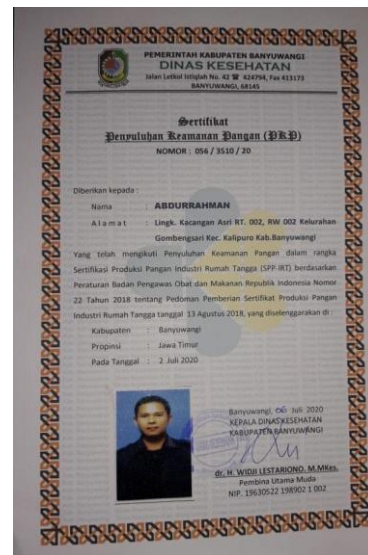 PEMERINTAH KABUPATEN BANYUWANGI
DINAS KESEHATAN
Jalan Letkol Istiqlah No. 42 ☎ 424794, Fax 413173
BANYUWANGI, 68145
Sertifikat
Penyuluhan Keamanan Pangan (PKP)
NOMOR : 056 / 3510 / 20
Diberikan kepada :
Nama : ABDURRAHMAN
A l a m a t : Lingk. Kacangan Asri RT. 002, RW 002 Kelurahan
Gombengsari Kec. Kalipuro Kab.Banyuwangi
Yang telah mengikuti Penyuluhan Keamanan Pangan dalam rangka
Sertifikasi Produksi Pangan Industri Rumah Tangga (SPP-IRT) berdasarkan
Peraturan Badan Pengawas Obat dan Makanan Republik Indonesia Nomor
22 Tahun 2018 tentang Pedoman Pemberian Sertifikat Produksi Pangan
Industri Rumah Tangga tanggal 13 Agustus 2018, yang diselenggarakan di :
Kabupaten : Banyuwangi
Propinsi : Jawa Timur
Pada Tanggal : 2 Juli 2020
Banyuwangi, 06 Juli 2020
KEPALA DINAS KESEHATAN
KABUPATEN BANYUWANGI
dr. H. WIDJI LESTARIONO. M.MKes.
Pembina Utama Muda
NIP. 19630522 198902 1 002